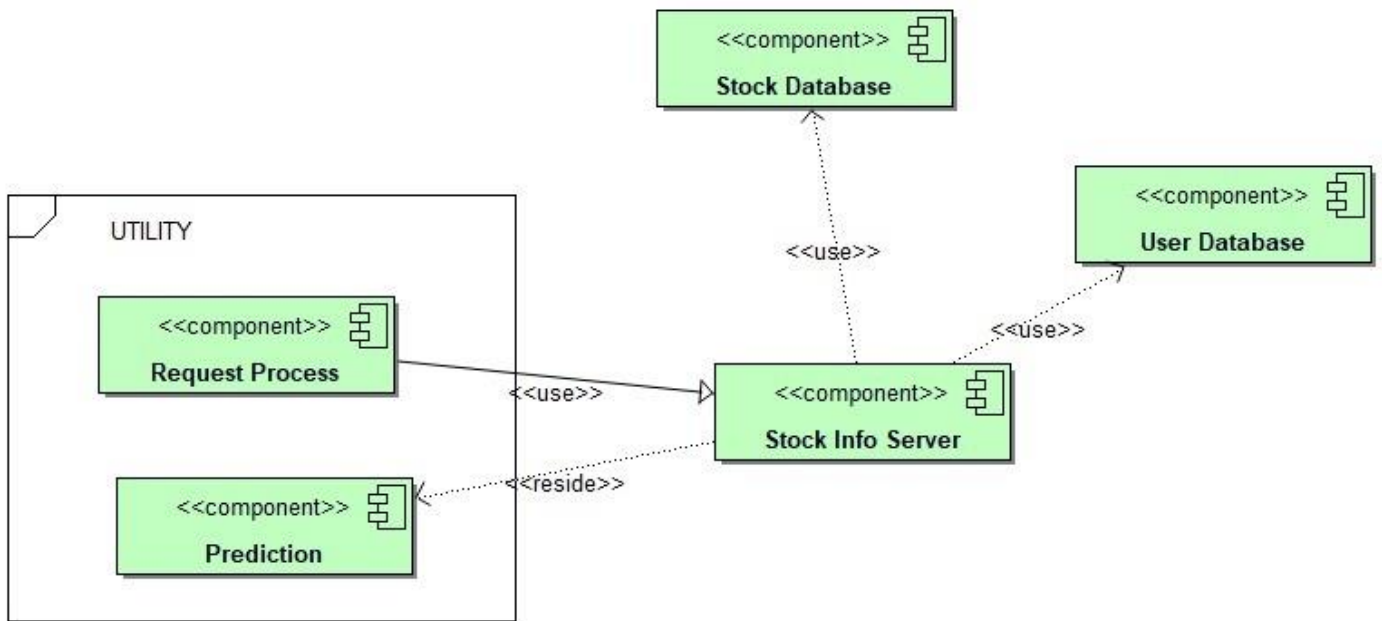 <<component>>
Stock Database
<<component>>
User Database
<<use>>
UTILITY
<<component>>
Request Process
<<use>>
<<use>>
<<component>>
Stock Info Server
<<reside>>
<<component>>
Prediction